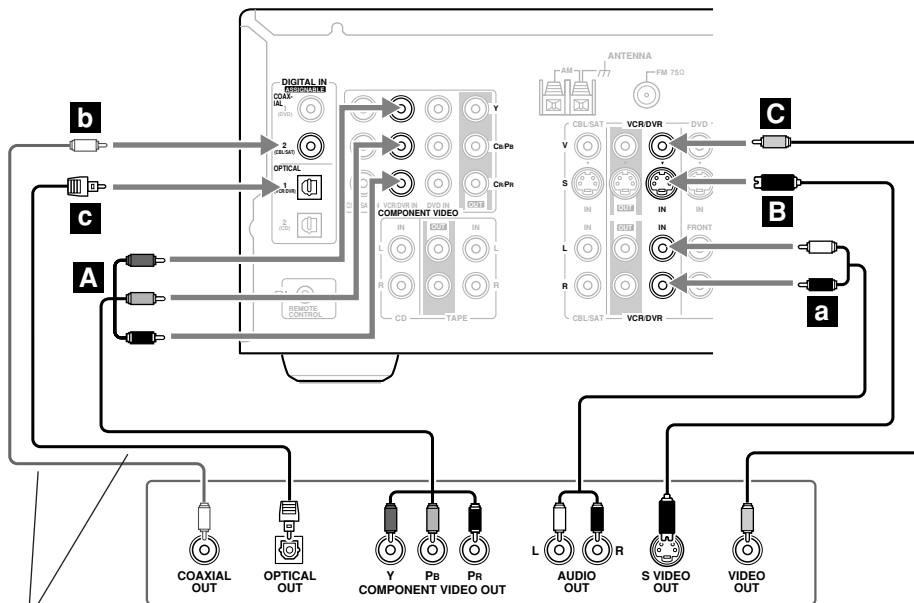 ANTENNA
AM
FM 75Ω
DIGITAL IN
ASSIGNABLE
COAX-
IAL
1
(DVD)
2
(CBL/SAT)
OPTICAL
1
(VCR/DVR)
2
(CD)
Y
CB/PB
CR/PR
VCR/DVR IN
DVD IN
OUT
COMPONENT VIDEO
IN
OUT
IN
L
L
R
R
CD
TAPE
REMOTE
CONTROL
CBL/SAT
VCR/DVR
DVD
V
S
IN
OUT
IN
IN
IN
OUT
IN
FRONT
L
R
CBL/SAT
VCR/DVR
b
c
A
C
B
a
COAXIAL
OUT
OPTICAL
OUT
Y
PB
PR
COMPONENT VIDEO OUT
L
R
AUDIO
OUT
S VIDEO
OUT
VIDEO
OUT